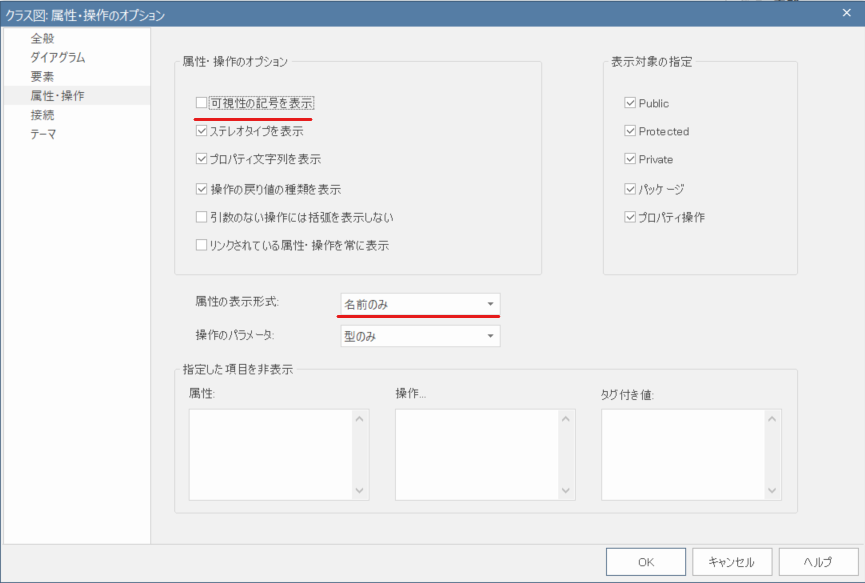 クラス図: 属性・操作のオプション
全般
ダイアグラム
要素
属性・操作
接続
テーマ
属性・操作のオプション
可視性の記号を表示
ステレオタイプを表示
プロパティ文字列を表示
操作の戻り値の種類を表示
引数のない操作には括弧を表示しない
リンクされている属性・操作を常に表示
表示対象の指定
Public
Protected
Private
パッケージ
プロパティ操作
属性の表示形式:
名前のみ
操作のパラメータ:
型のみ
指定した項目を非表示
属性:
操作...
タグ付き値:
OK
キャンセル
ヘルプ